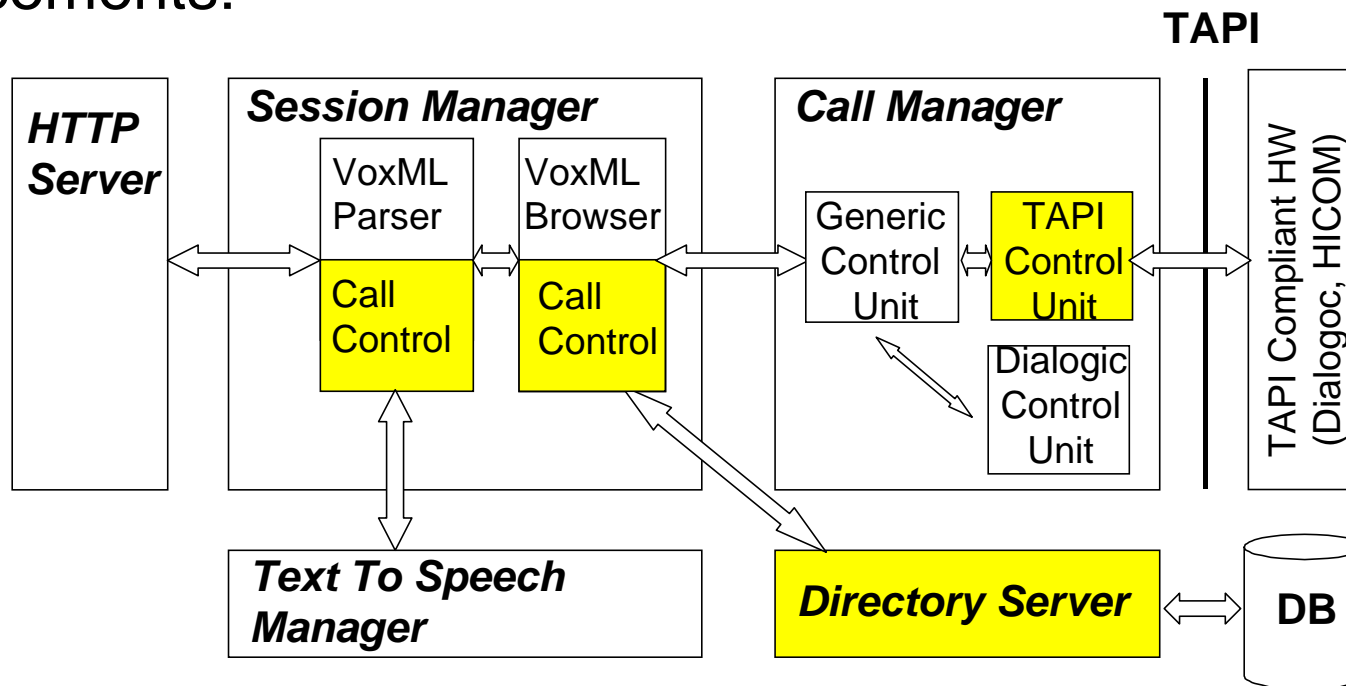 TAPI
HTTP
Server
Session Manager
VoxML
Parser
VoxML
Browser
Call
Control
Call
Control
Call Manager
Generic
Control
Unit
TAPI
Control
Unit
Dialogic
Control
Unit
TAPI Compliant HW
(Dialogoc, HICOM)
Text To Speech
Manager
Directory Server
DB